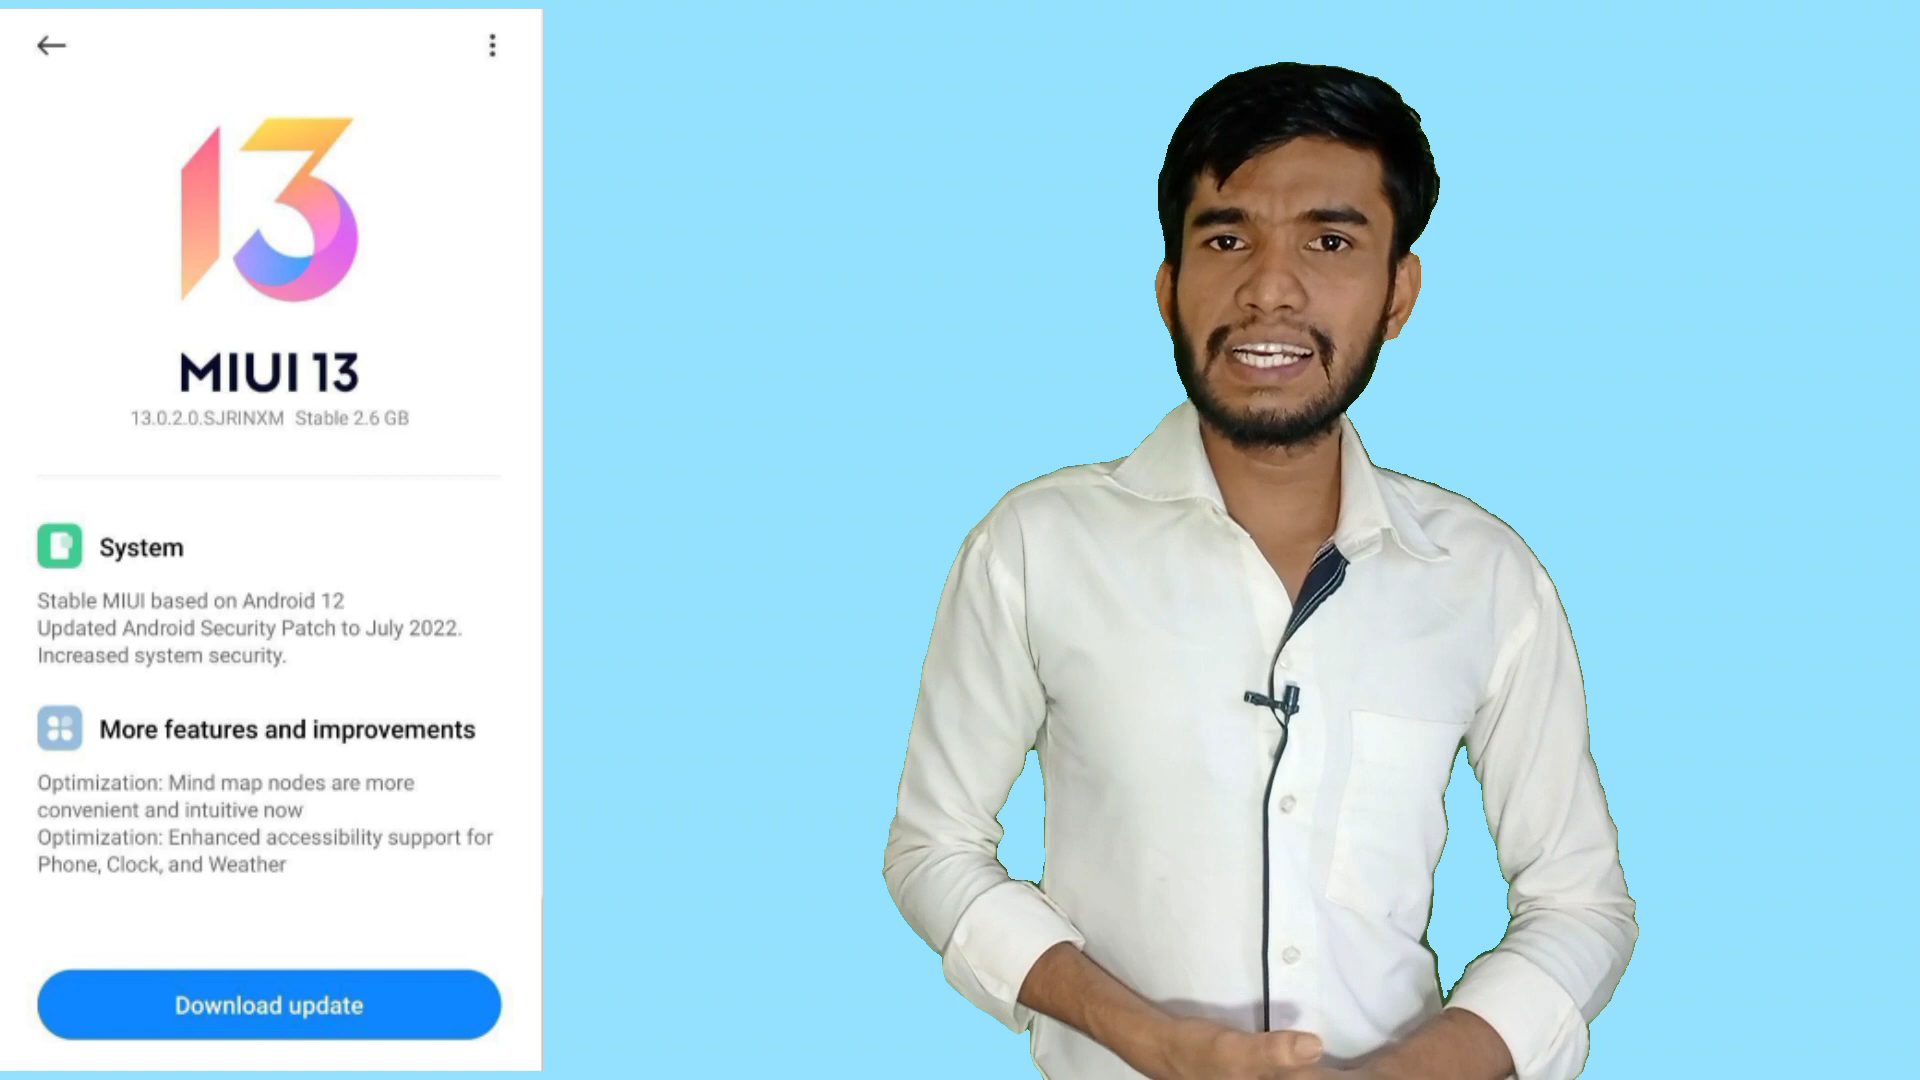 13
MIUI 13
13.0.2.0.SJRINXM Stable 2.6 GB
System
Stable MIUI based on Android 12
Updated Android Security Patch to July 2022.
Increased system security.
More features and improvements
Optimization: Mind map nodes are more
convenient and intuitive now
Optimization: Enhanced accessibility support for
Phone, Clock, and Weather
Download update